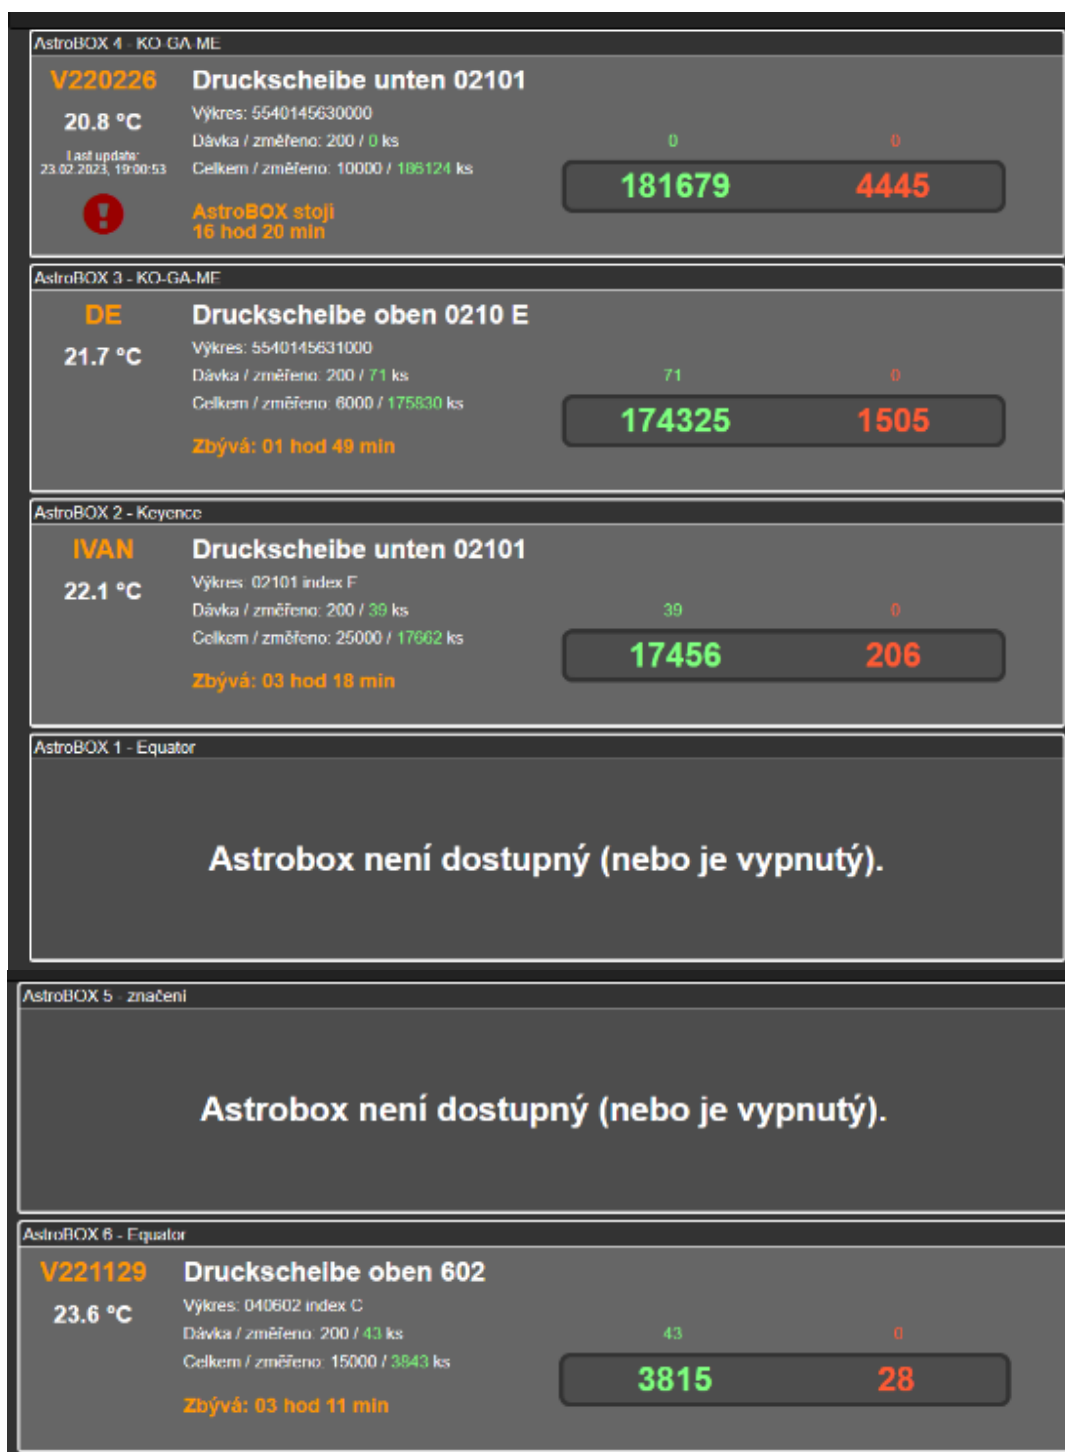 AstroBOX 4 - KO-GA-ME
V220226
Druckscheibe unten 02101
20.8 °C
Výkres: 5540145630000
Dávka / změřeno: 200 / 0 ks
0 0
Last update:
23.02.2023, 19:00:53
Celkem / změřeno: 10000 / 186124 ks
181679 4445
AstroBOX stojí
16 hod 20 min
AstroBOX 3 - KO-GA-ME
DE
Druckscheibe oben 0210 E
21.7 °C
Výkres: 5540145631000
Dávka / změřeno: 200 / 71 ks
71 0
Celkem / změřeno: 6000 / 175830 ks
174325 1505
Zbývá: 01 hod 49 min
AstroBOX 2 - Keyence
IVAN
Druckscheibe unten 02101
22.1 °C
Výkres: 02101 index F
Dávka / změřeno: 200 / 39 ks
39 0
Celkem / změřeno: 25000 / 17662 ks
17456 206
Zbývá: 03 hod 18 min
AstroBOX 1 - Equator
Astrobox není dostupný (nebo je vypnutý).
AstroBOX 5 - značení
Astrobox není dostupný (nebo je vypnutý).
AstroBOX 6 - Equator
V221129
Druckscheibe oben 602
23.6 °C
Výkres: 040602 index C
Dávka / změřeno: 200 / 43 ks
43 0
Celkem / změřeno: 15000 / 3843 ks
3815 28
Zbývá: 03 hod 11 min